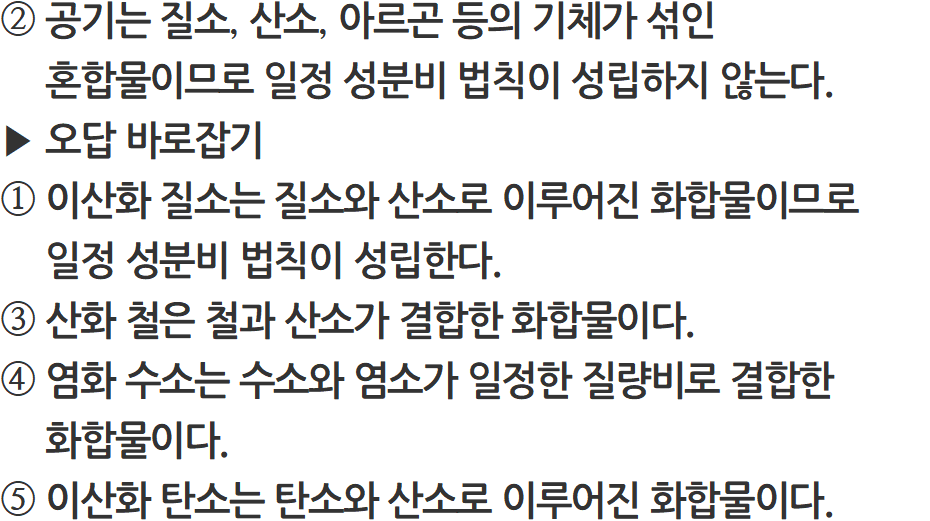 ② 공기는 질소, 산소, 아르곤 등의 기체가 섞인
혼합물이므로 일정 성분비 법칙이 성립하지 않는다.
▶ 오답 바로잡기
① 이산화 질소는 질소와 산소로 이루어진 화합물이므로
일정 성분비 법칙이 성립한다.
③ 산화 철은 철과 산소가 결합한 화합물이다.
④ 염화 수소는 수소와 염소가 일정한 질량비로 결합한
화합물이다.
⑤ 이산화 탄소는 탄소와 산소로 이루어진 화합물이다.